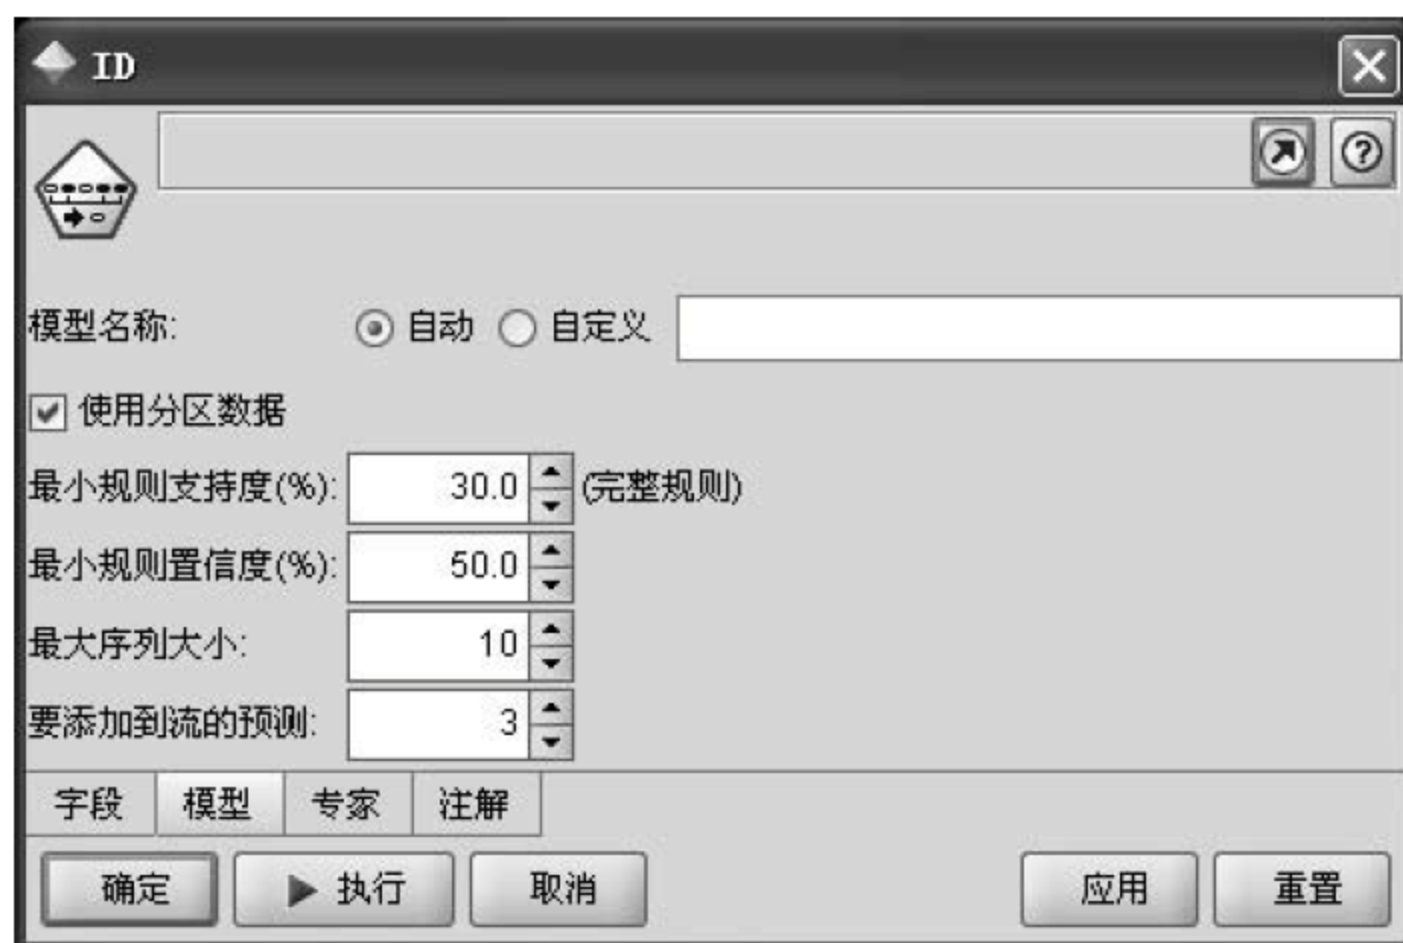 ID
模型名称: 自动 自定义
使用分区数据
最小规则支持度(%): 30.0 (完整规则)
最小规则置信度(%): 50.0
最大序列大小: 10
要添加到流的预测: 3
字段 模型 专家 注解
确定 执行 取消 应用 重置